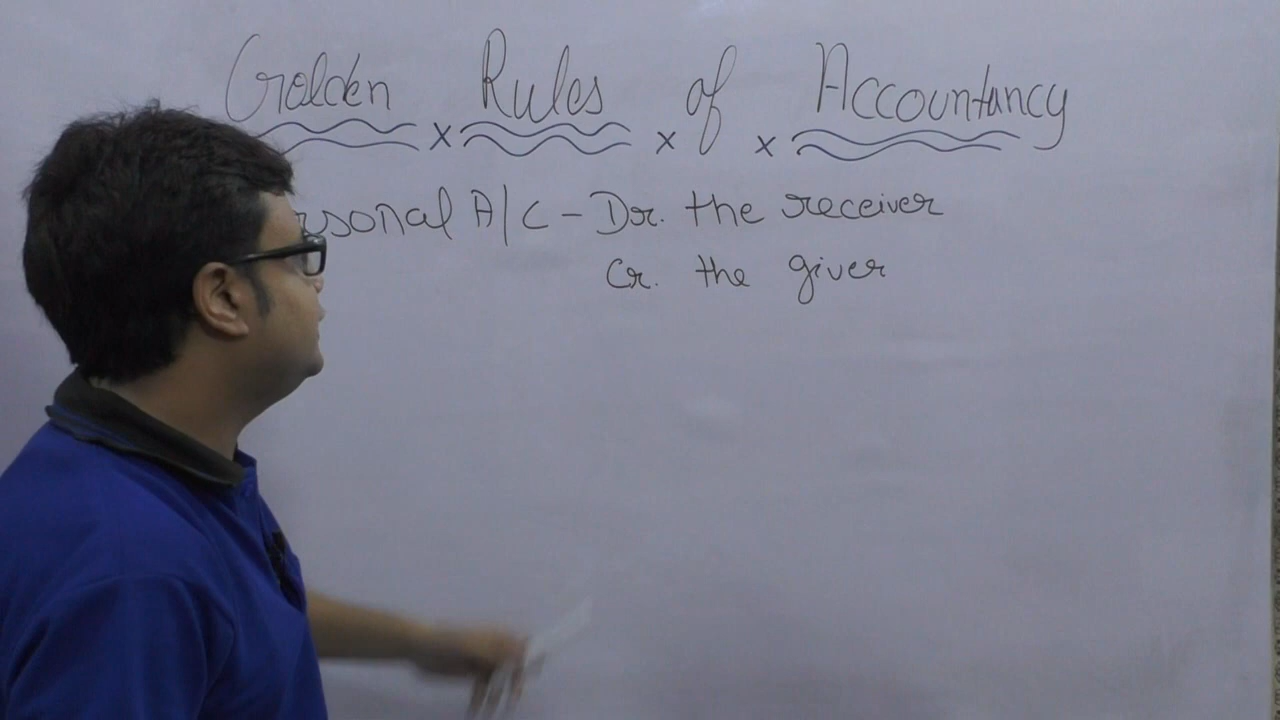 Golden Rules of Accountancy
rsonal A/C - Dr. the receiver
Cr. the giver